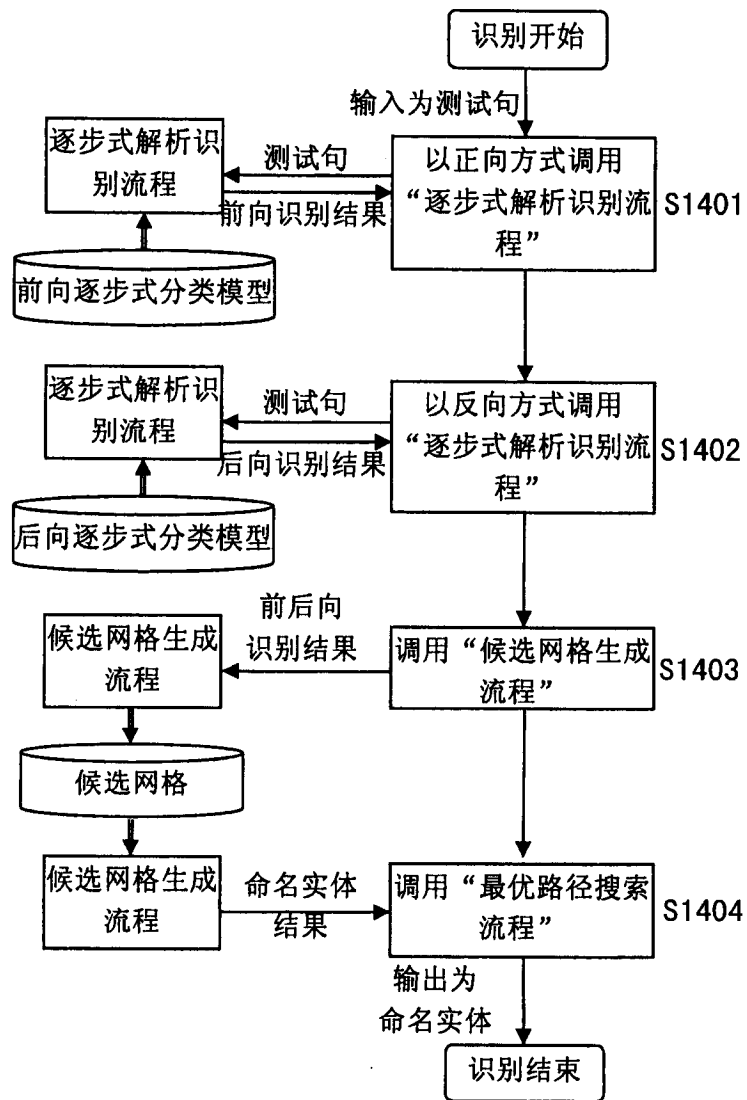 识别开始
输入为测试句
逐步式解析识
别流程
测试句
前向识别结果
以正向方式调用
“逐步式解析识别流
程”
S1401
前向逐步式分类模型
逐步式解析识
别流程
测试句
后向识别结果
以反向方式调用
“逐步式解析识别流
程”
S1402
后向逐步式分类模型
候选网格生成
流程
前后向
识别结果
调用“候选网格生成
流程”
S1403
候选网格
候选网格生成
流程
命名实体
结果
调用“最优路径搜索
流程”
S1404
输出为
命名实体
识别结束